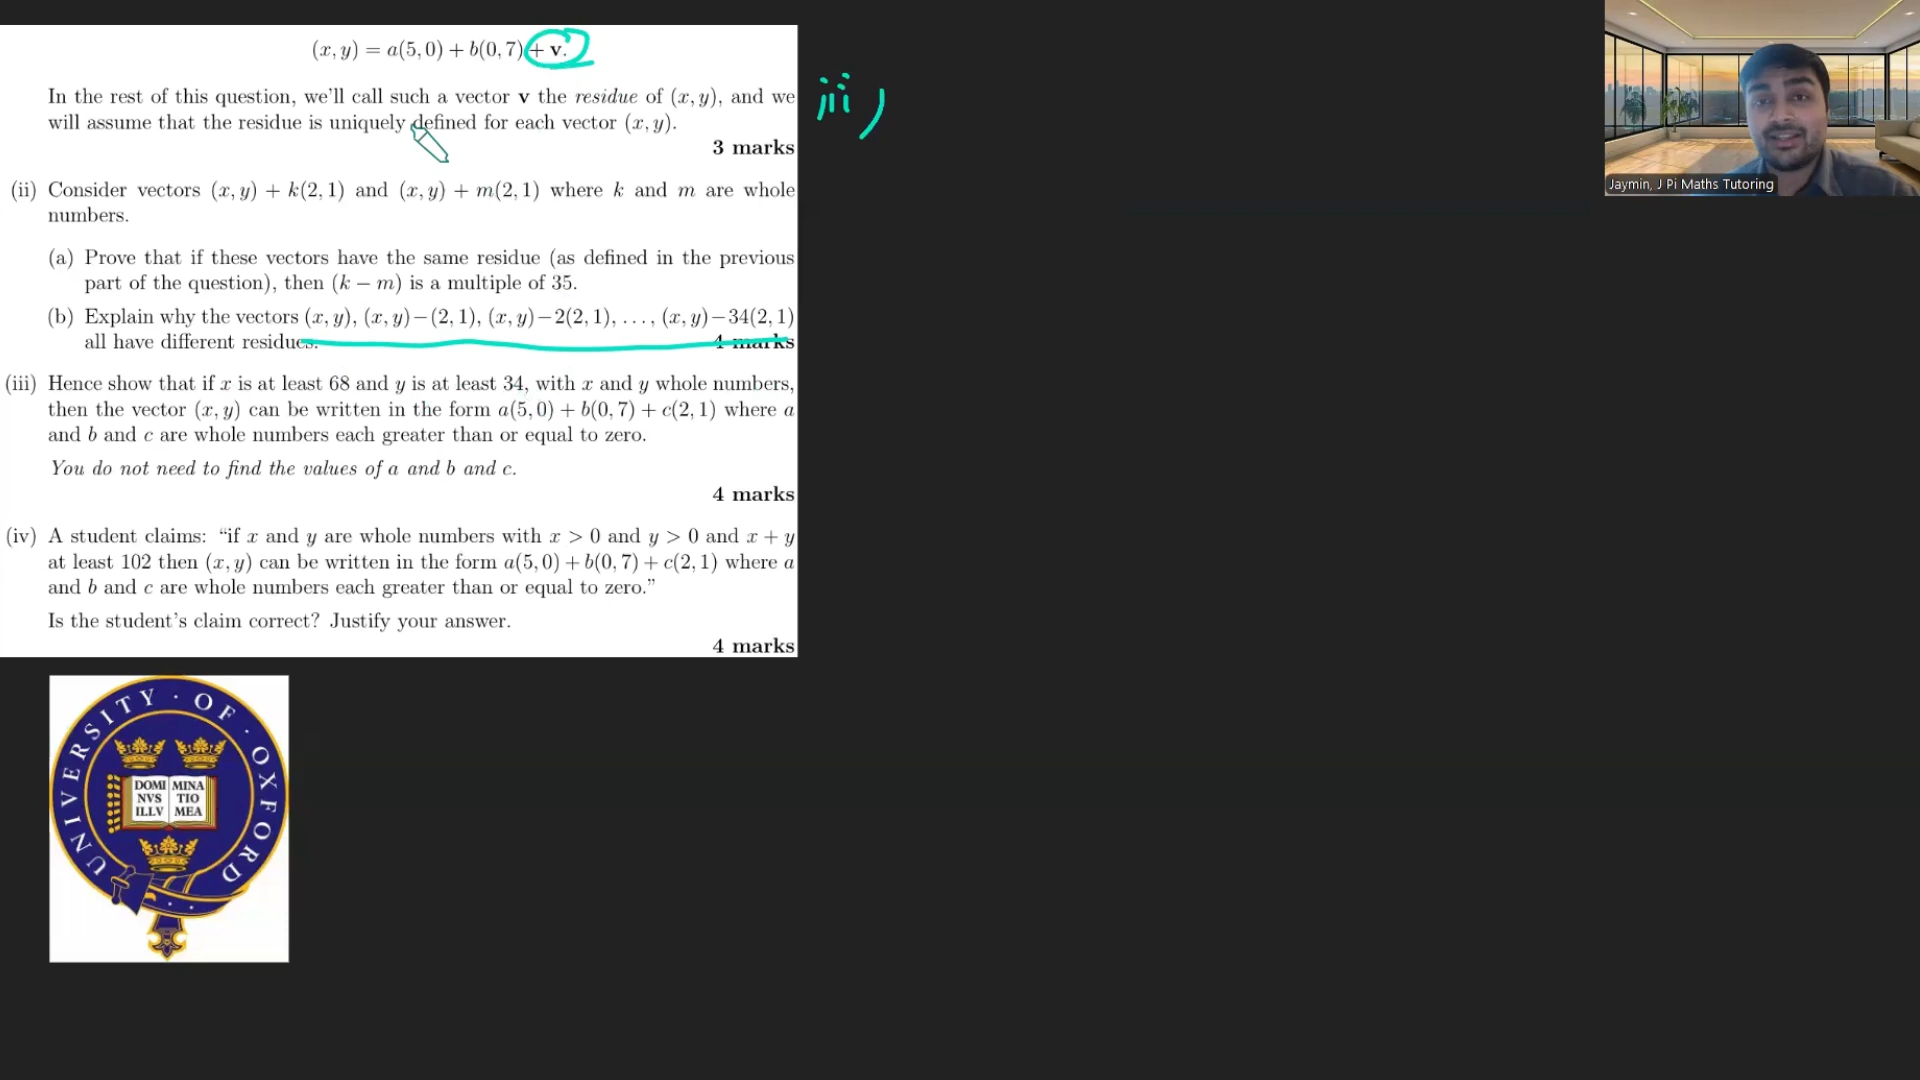 (x, y) = a(5, 0) + b(0, 7) + v.
In the rest of this question, we'll call such a vector v the residue of (x, y), and we
will assume that the residue is uniquely defined for each vector (x, y).
3 marks
(ii) Consider vectors (x, y) + k(2, 1) and (x, y) + m(2, 1) where k and m are whole
numbers.
(a) Prove that if these vectors have the same residue (as defined in the previous
part of the question), then (k − m) is a multiple of 35.
(b) Explain why the vectors (x, y), (x, y)−(2, 1), (x, y)−2(2, 1), . . . , (x, y)−34(2, 1)
all have different residues.
4 marks
(iii) Hence show that if x is at least 68 and y is at least 34, with x and y whole numbers,
then the vector (x, y) can be written in the form a(5, 0) + b(0, 7) + c(2, 1) where a
and b and c are whole numbers each greater than or equal to zero.
You do not need to find the values of a and b and c.
4 marks
(iv) A student claims: “if x and y are whole numbers with x > 0 and y > 0 and x + y
at least 102 then (x, y) can be written in the form a(5, 0) + b(0, 7) + c(2, 1) where a
and b and c are whole numbers each greater than or equal to zero.”
Is the student's claim correct? Justify your answer.
4 marks
iii)
Jaymin, J Pi Maths Tutoring
UNIVERSITY · OF · OXFORD
DOMI MINA
NVS TIO
ILLV MEA